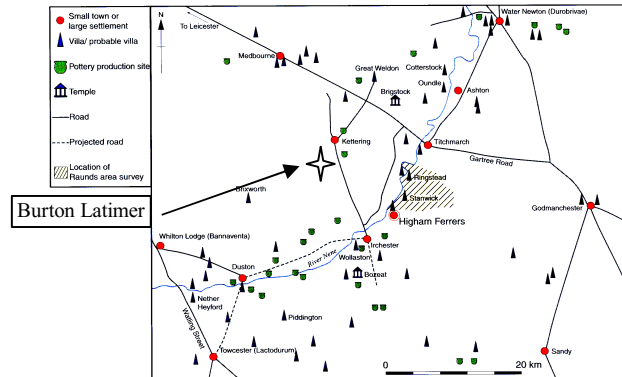 Small town or
large settlement
Villa/ probable villa
Pottery production site
Temple
Road
Projected road
Location of
Raunds area survey
N
To Leicester
Medbourne
Water Newton (Durobrivae)
Great Weldon
Cotterstock
Oundle
Brigstock
Ashton
Kettering
Titchmarch
Gartree Road
Ringstead
Brixworth
Stanwick
Burton Latimer
Higham Ferrers
Godmanchester
Whilton Lodge (Bannaventa)
Irchester
River Nene
Wollaston
Duston
Bozeat
Nether
Heyford
Piddington
Watling Street
Towcester (Lactodurum)
Sandy
0
20 km